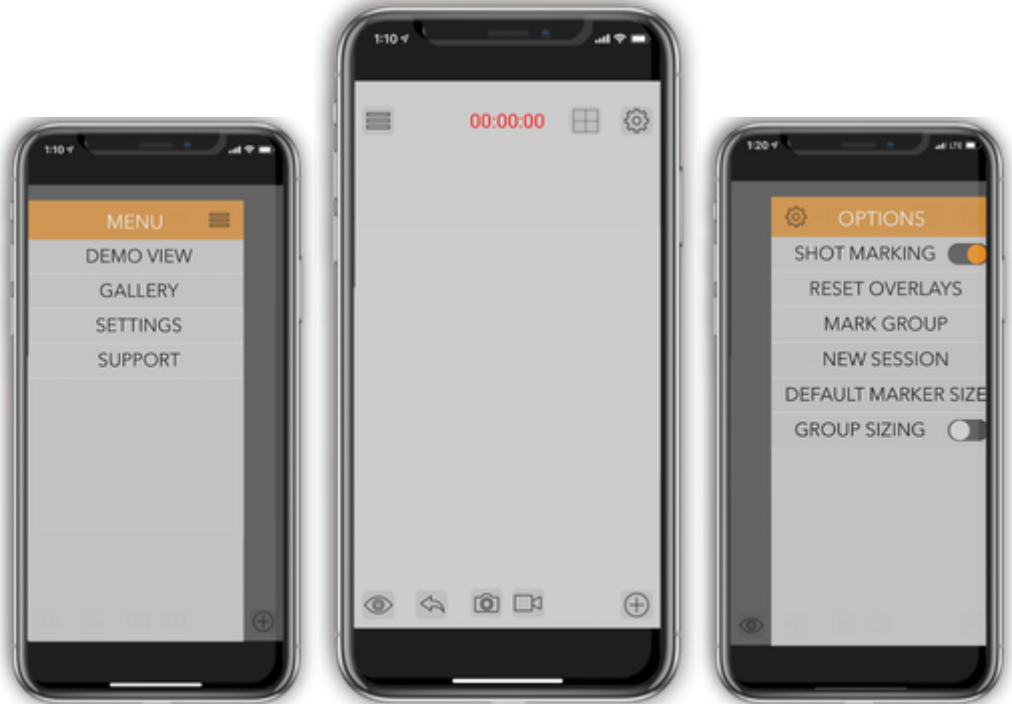 1:10
MENU
DEMO VIEW
GALLERY
SETTINGS
SUPPORT
1:10
00:00:00
1:20
LTE
OPTIONS
SHOT MARKING
RESET OVERLAYS
MARK GROUP
NEW SESSION
DEFAULT MARKER SIZE
GROUP SIZING